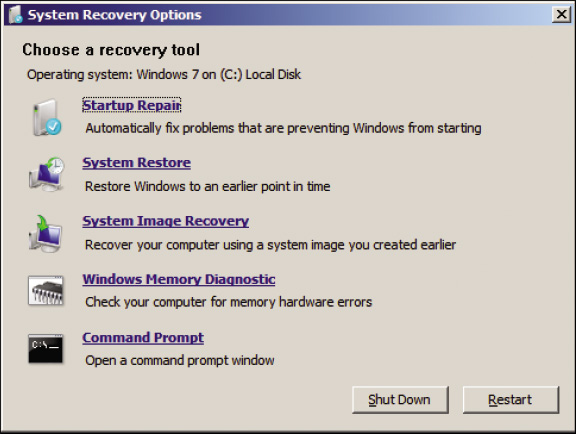 System Recovery Options
Choose a recovery tool
Operating system: Windows 7 on (C:) Local Disk
Startup Repair
Automatically fix problems that are preventing Windows from starting
System Restore
Restore Windows to an earlier point in time
System Image Recovery
Recover your computer using a system image you created earlier
Windows Memory Diagnostic
Check your computer for memory hardware errors
C:\_
Command Prompt
Open a command prompt window
Shut Down
Restart